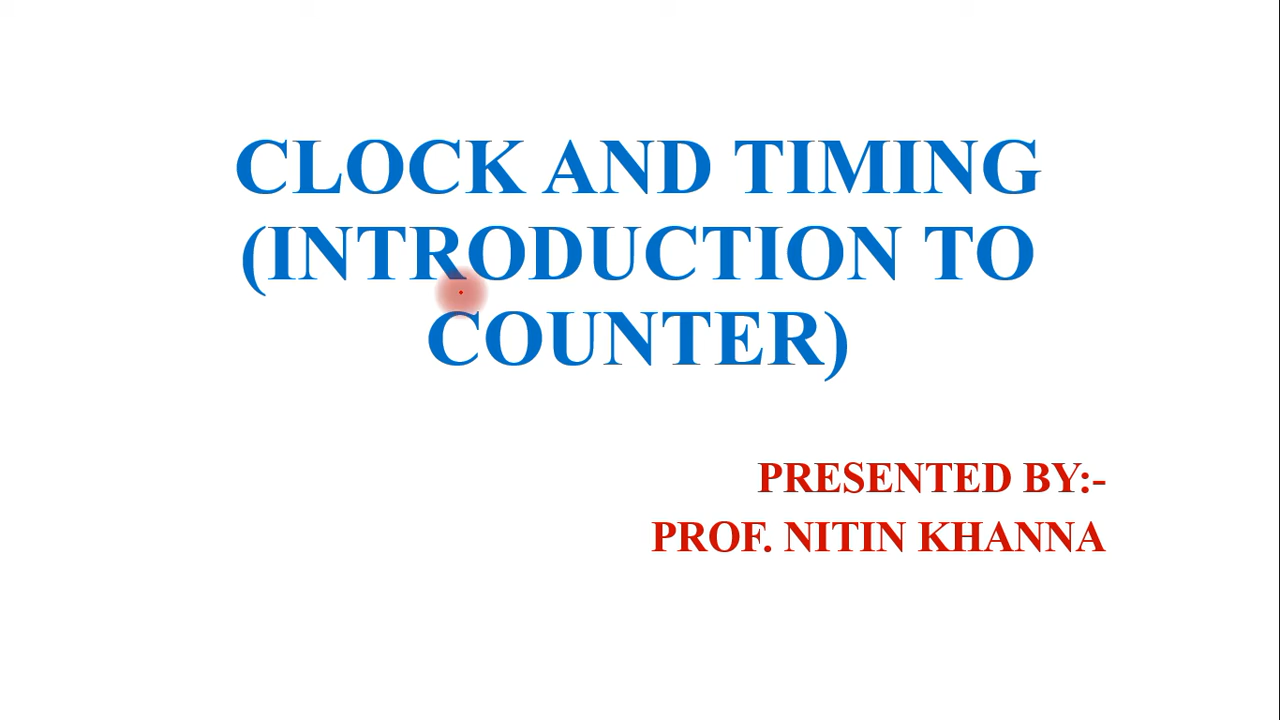 CLOCK AND TIMING
(INTRODUCTION TO
COUNTER)
PRESENTED BY:-
PROF. NITIN KHANNA